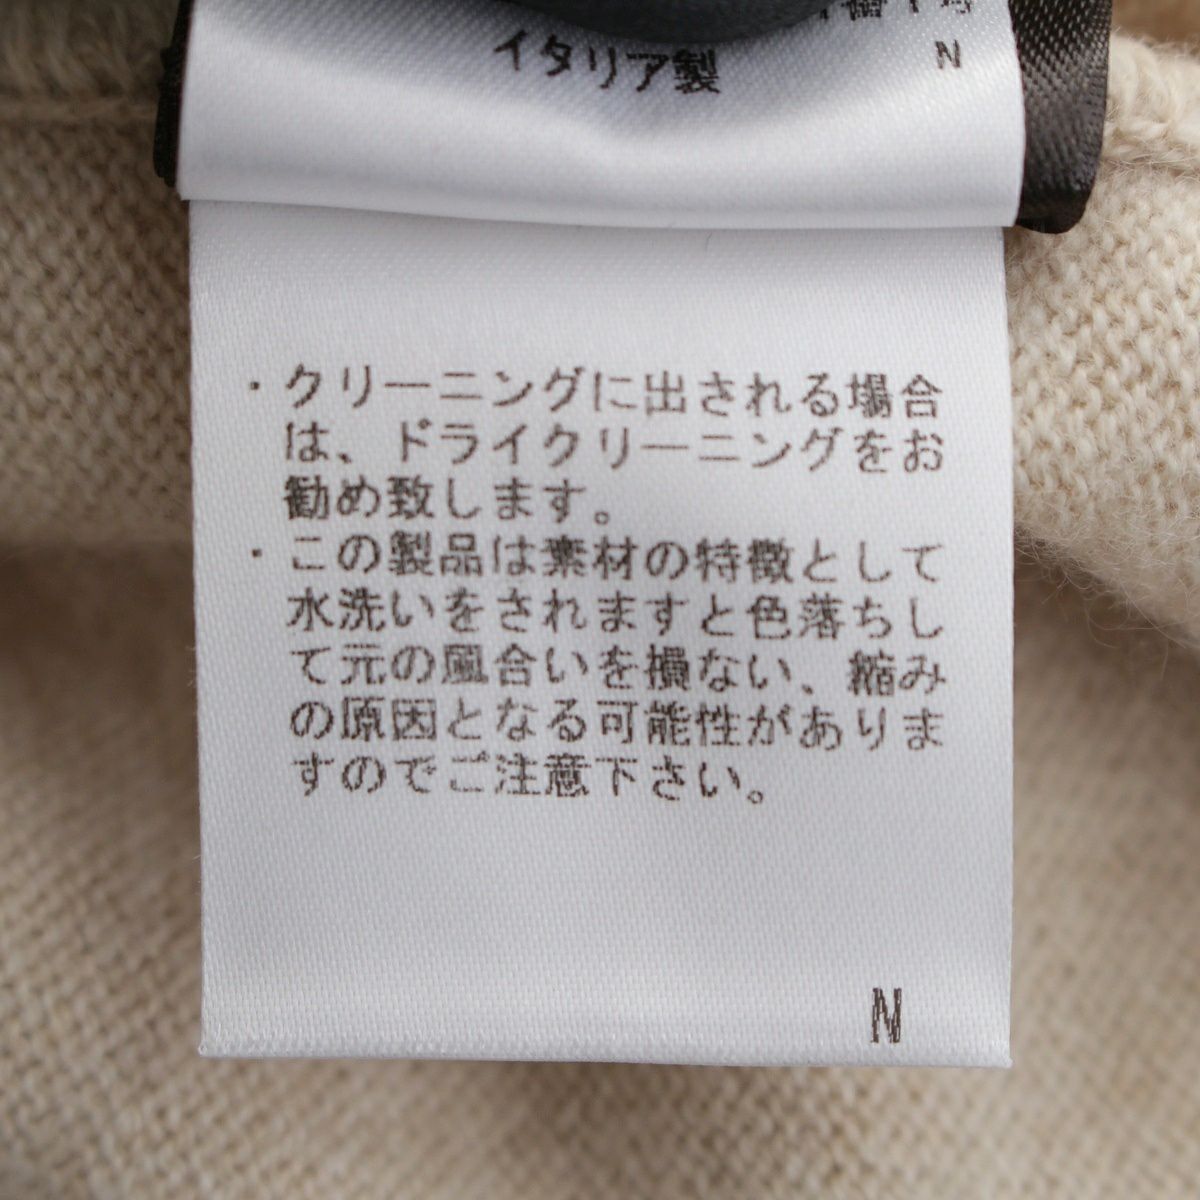 イタリア製
N
・クリーニングに出される場合
は、ドライクリーニングをお
勧め致します。
・この製品は素材の特徴として
水洗いをされますと色落ちし
て元の風合いを損ない、縮み
の原因となる可能性がありま
すのでご注意下さい。
N